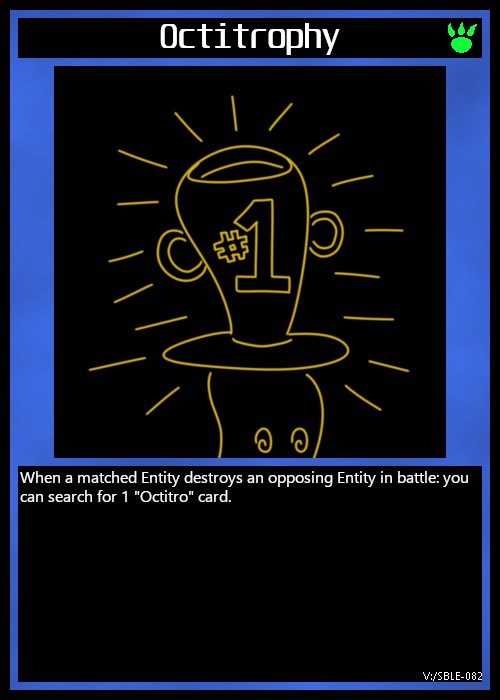 Octitrophy
#1
When a matched Entity destroys an opposing Entity in battle: you
can search for 1 "Octitro" card.
V:/SBLE-082